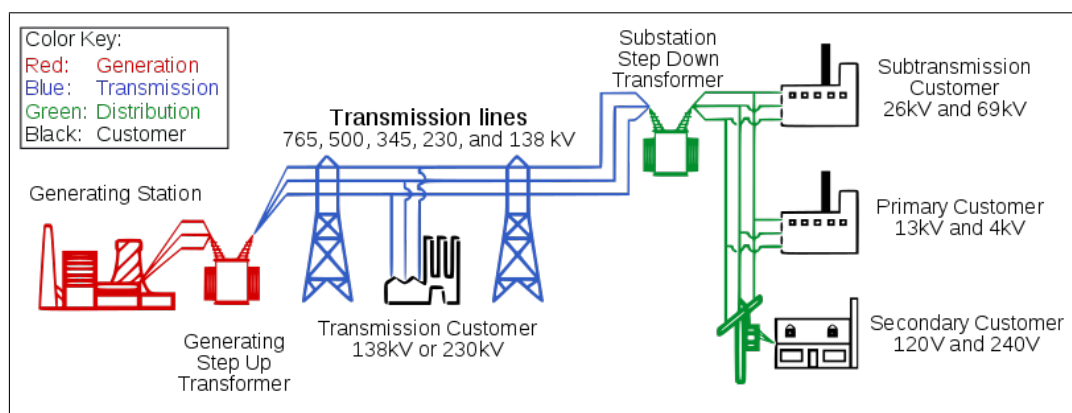 Color Key:
Red: Generation
Blue: Transmission
Green: Distribution
Black: Customer
Generating Station
Generating
Step Up
Transformer
Transmission lines
765, 500, 345, 230, and 138 kV
Transmission Customer
138kV or 230kV
Substation
Step Down
Transformer
Subtransmission
Customer
26kV and 69kV
Primary Customer
13kV and 4kV
Secondary Customer
120V and 240V